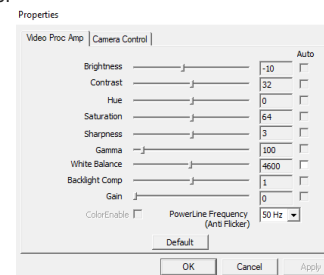 Properties
Video Proc Amp Camera Control
Auto
Brightness -10
Contrast 32
Hue 0
Saturation 64
Sharpness 3
Gamma 100
White Balance 4600
Backlight Comp 1
Gain 0
ColorEnable PowerLine Frequency 50 Hz
(Anti Flicker)
Default
OK Cancel Apply